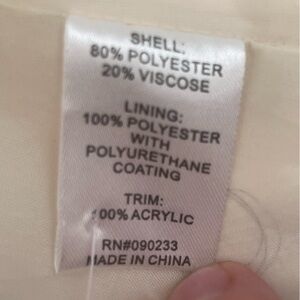 SHELL:
80% POLYESTER
20% VISCOSE
LINING:
100% POLYESTER
WITH
POLYURETHANE
COATING
TRIM:
100% ACRYLIC
RN#090233
MADE IN CHINA